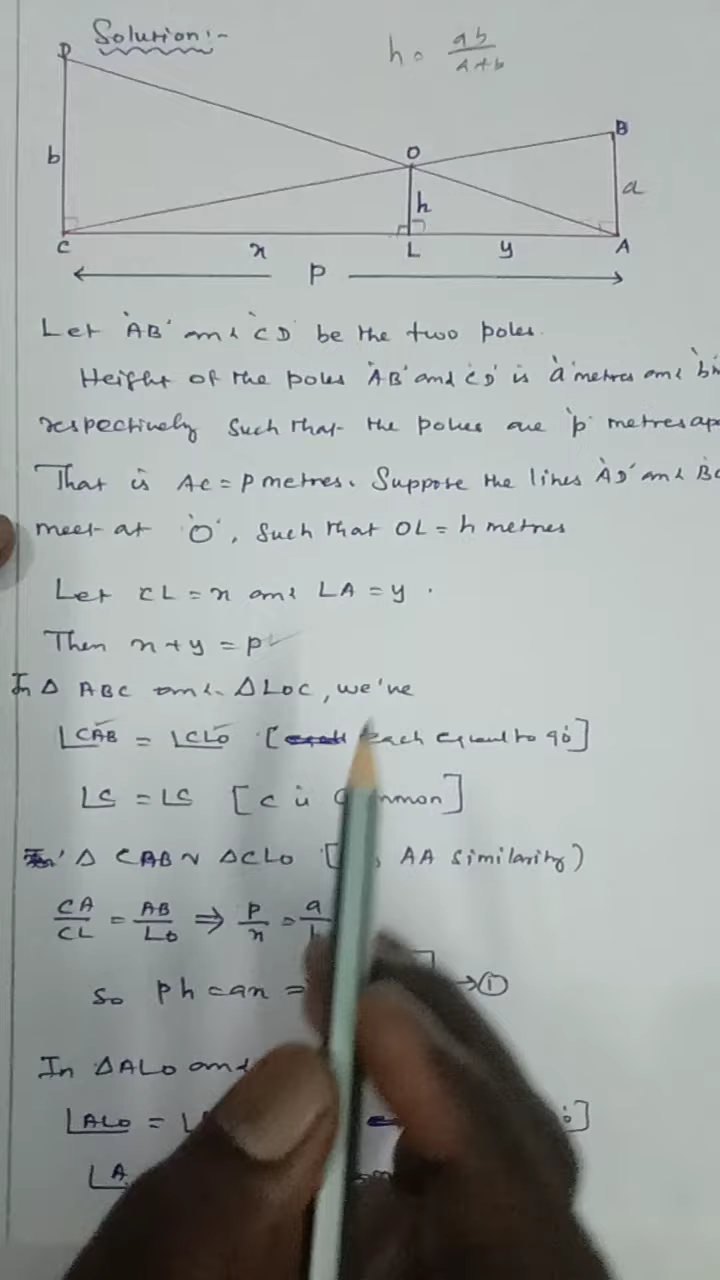 Solution:-
h = ab/a+b
D
B
b
O
a
h
C
x
L
y
A
p
Let 'AB' and 'CD' be the two poles.
Height of the poles 'AB' and 'CD' is 'a' metres and 'b'
respectively such that the poles are 'p' metres
That is AC = p metres. Suppose the lines 'AD' and
meet at 'O', such that OL = h metres
Let CL = x and LA = y.
Then x + y = p
In Δ ABC and Δ LOC, we've
∠CAB = ∠CLO [each equal to 90°]
∠C = ∠C [C is common]
Δ CAB ~ Δ CLO [ AA similarity)
CA/CL = AB/LO ⇒ p/x = a/
So ph = ax = → ①
In Δ ALO and
∠ALO =
∠A